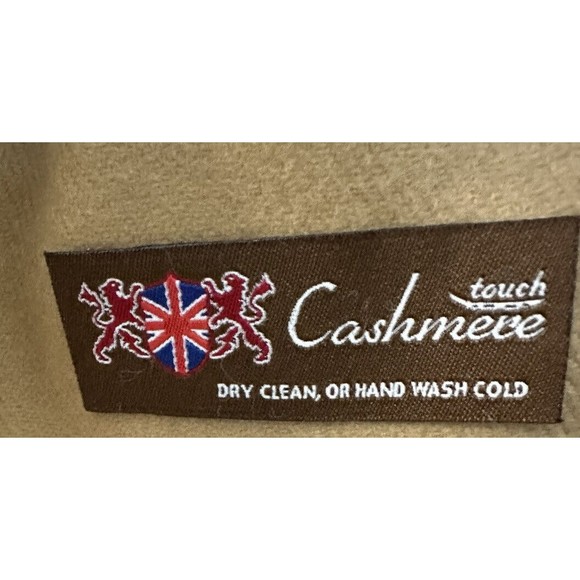 touch
Cashmere
DRY CLEAN, OR HAND WASH COLD